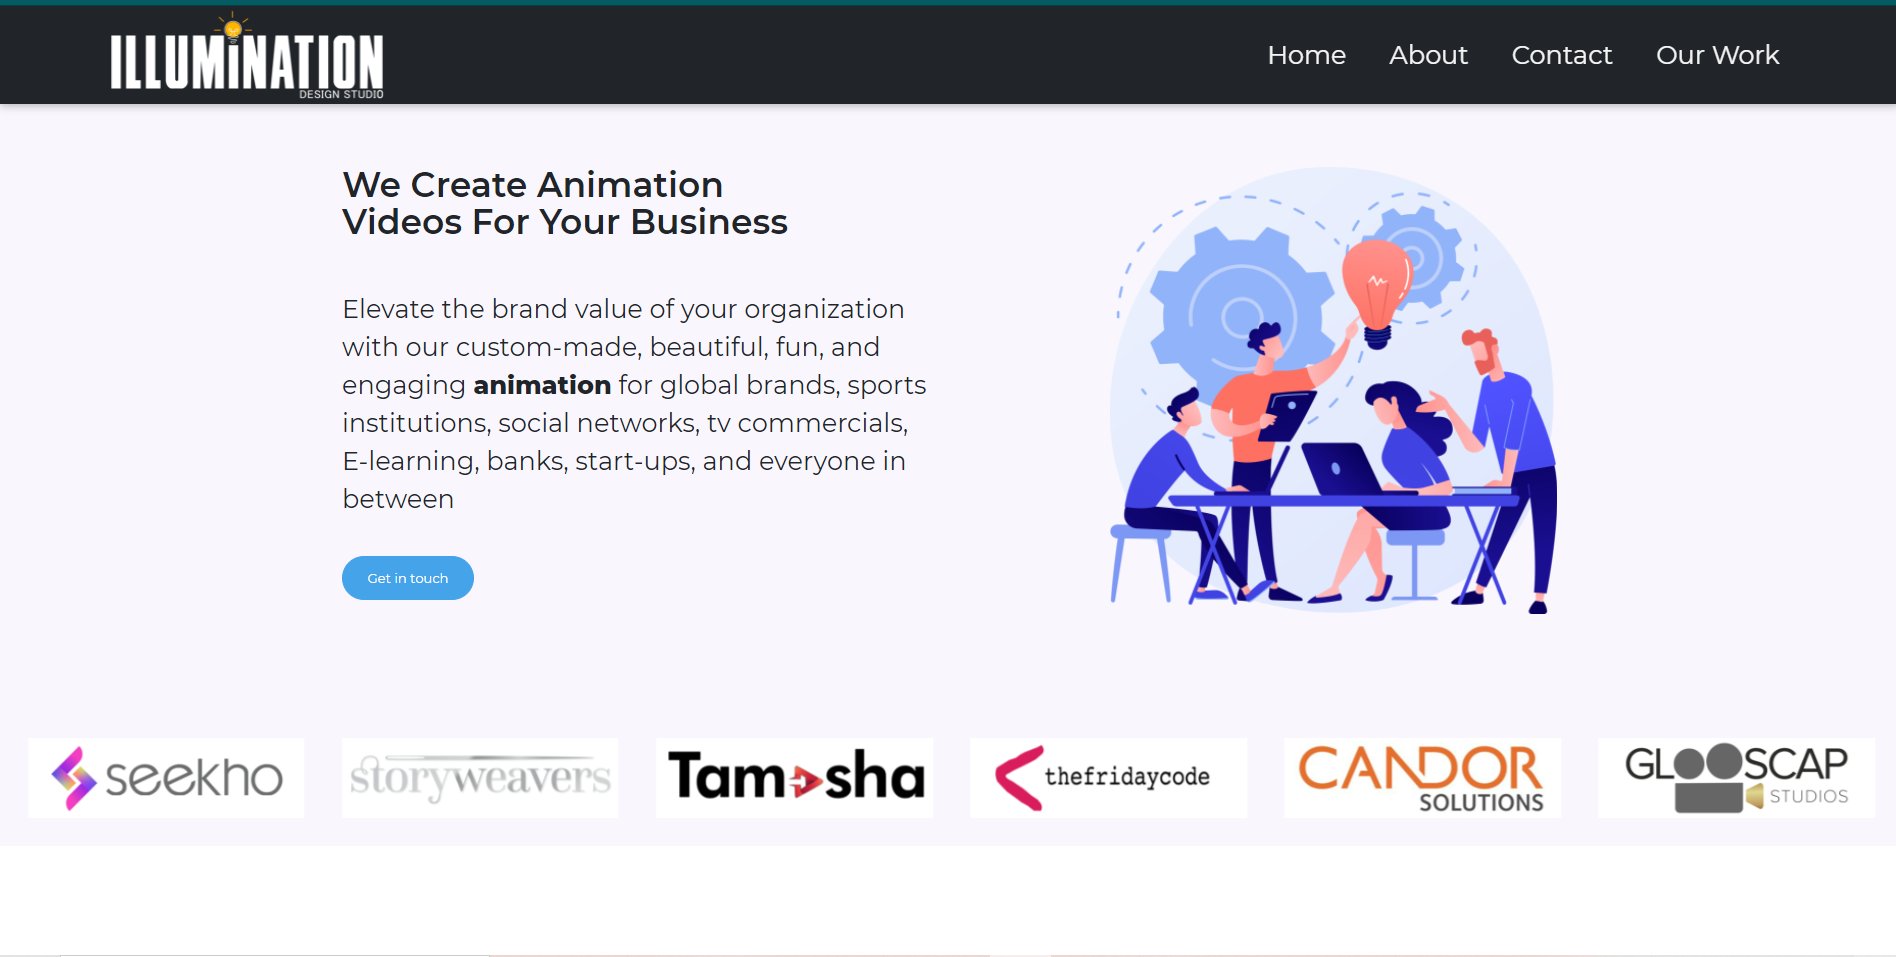 ILLUMINATION
DESIGN STUDIO
Home About Contact Our Work
We Create Animation
Videos For Your Business
Elevate the brand value of your organization
with our custom-made, beautiful, fun, and
engaging animation for global brands, sports
institutions, social networks, tv commercials,
E-learning, banks, start-ups, and everyone in
between
Get in touch
seekho
storyweavers
Tamasha
thefridaycode
CANDOR
SOLUTIONS
GLOOSCAP
STUDIOS